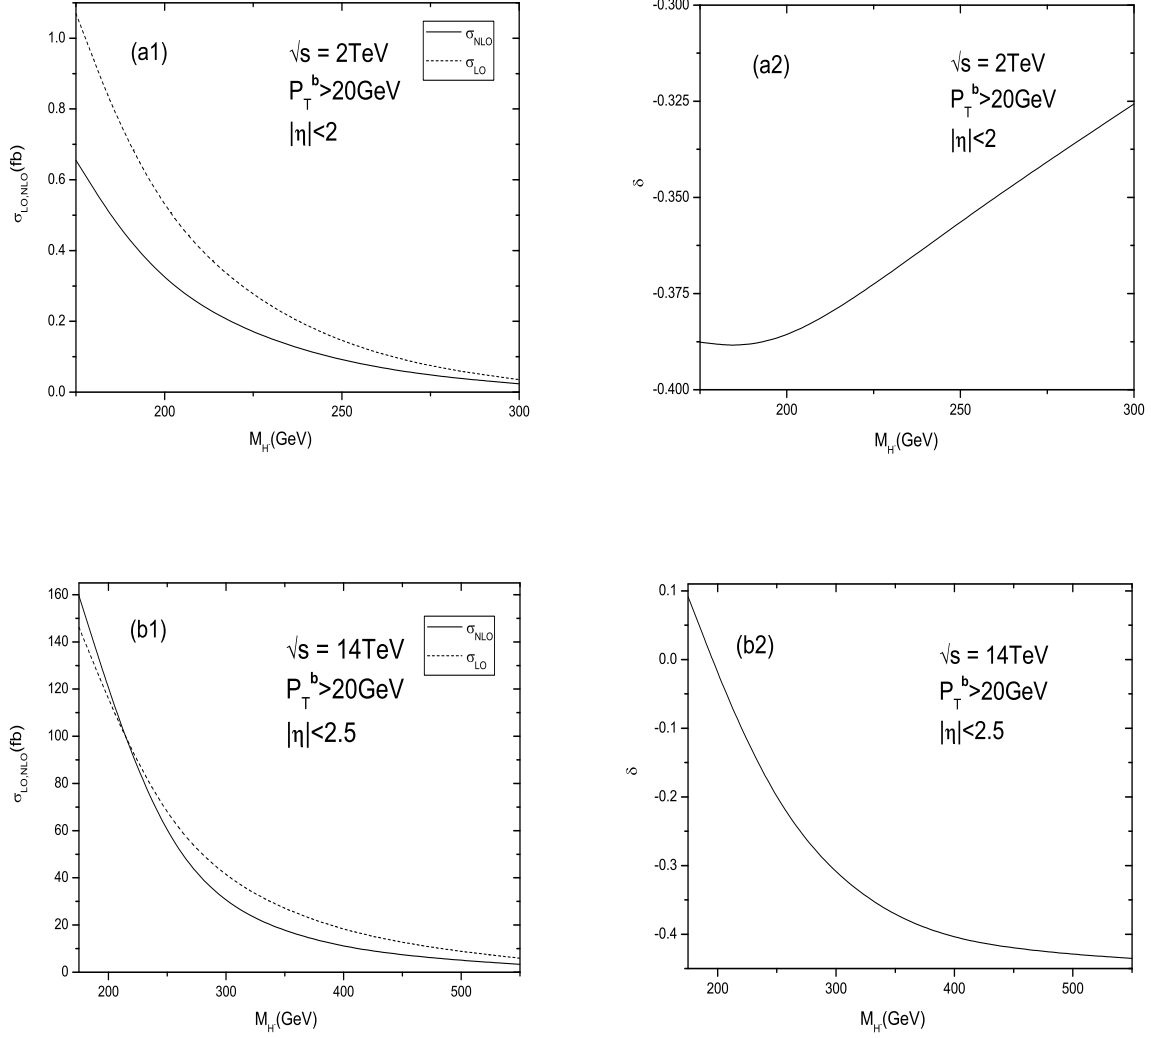 (a1)
√s = 2TeV
P_T^b>20GeV
|η|<2
σ_NLO
σ_LO
σ_LO,NLO(fb)
1.0
0.8
0.6
0.4
0.2
0.0
200
250
300
M_H^-(GeV)
(a2)
√s = 2TeV
P_T^b>20GeV
|η|<2
δ
-0.300
-0.325
-0.350
-0.375
-0.400
200
250
300
M_H^-(GeV)
(b1)
√s = 14TeV
P_T^b>20GeV
|η|<2.5
σ_NLO
σ_LO
σ_LO,NLO(fb)
160
140
120
100
80
60
40
20
0
200
300
400
500
M_H^-(GeV)
(b2)
√s = 14TeV
P_T^b>20GeV
|η|<2.5
δ
0.1
0.0
-0.1
-0.2
-0.3
-0.4
200
300
400
500
M_H^-(GeV)